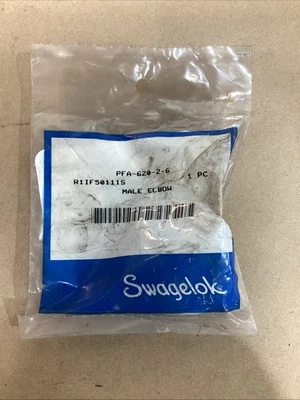 PFA-620-2-6
R1IF50111S 1 PC
MALE ELBOW
Swagelok